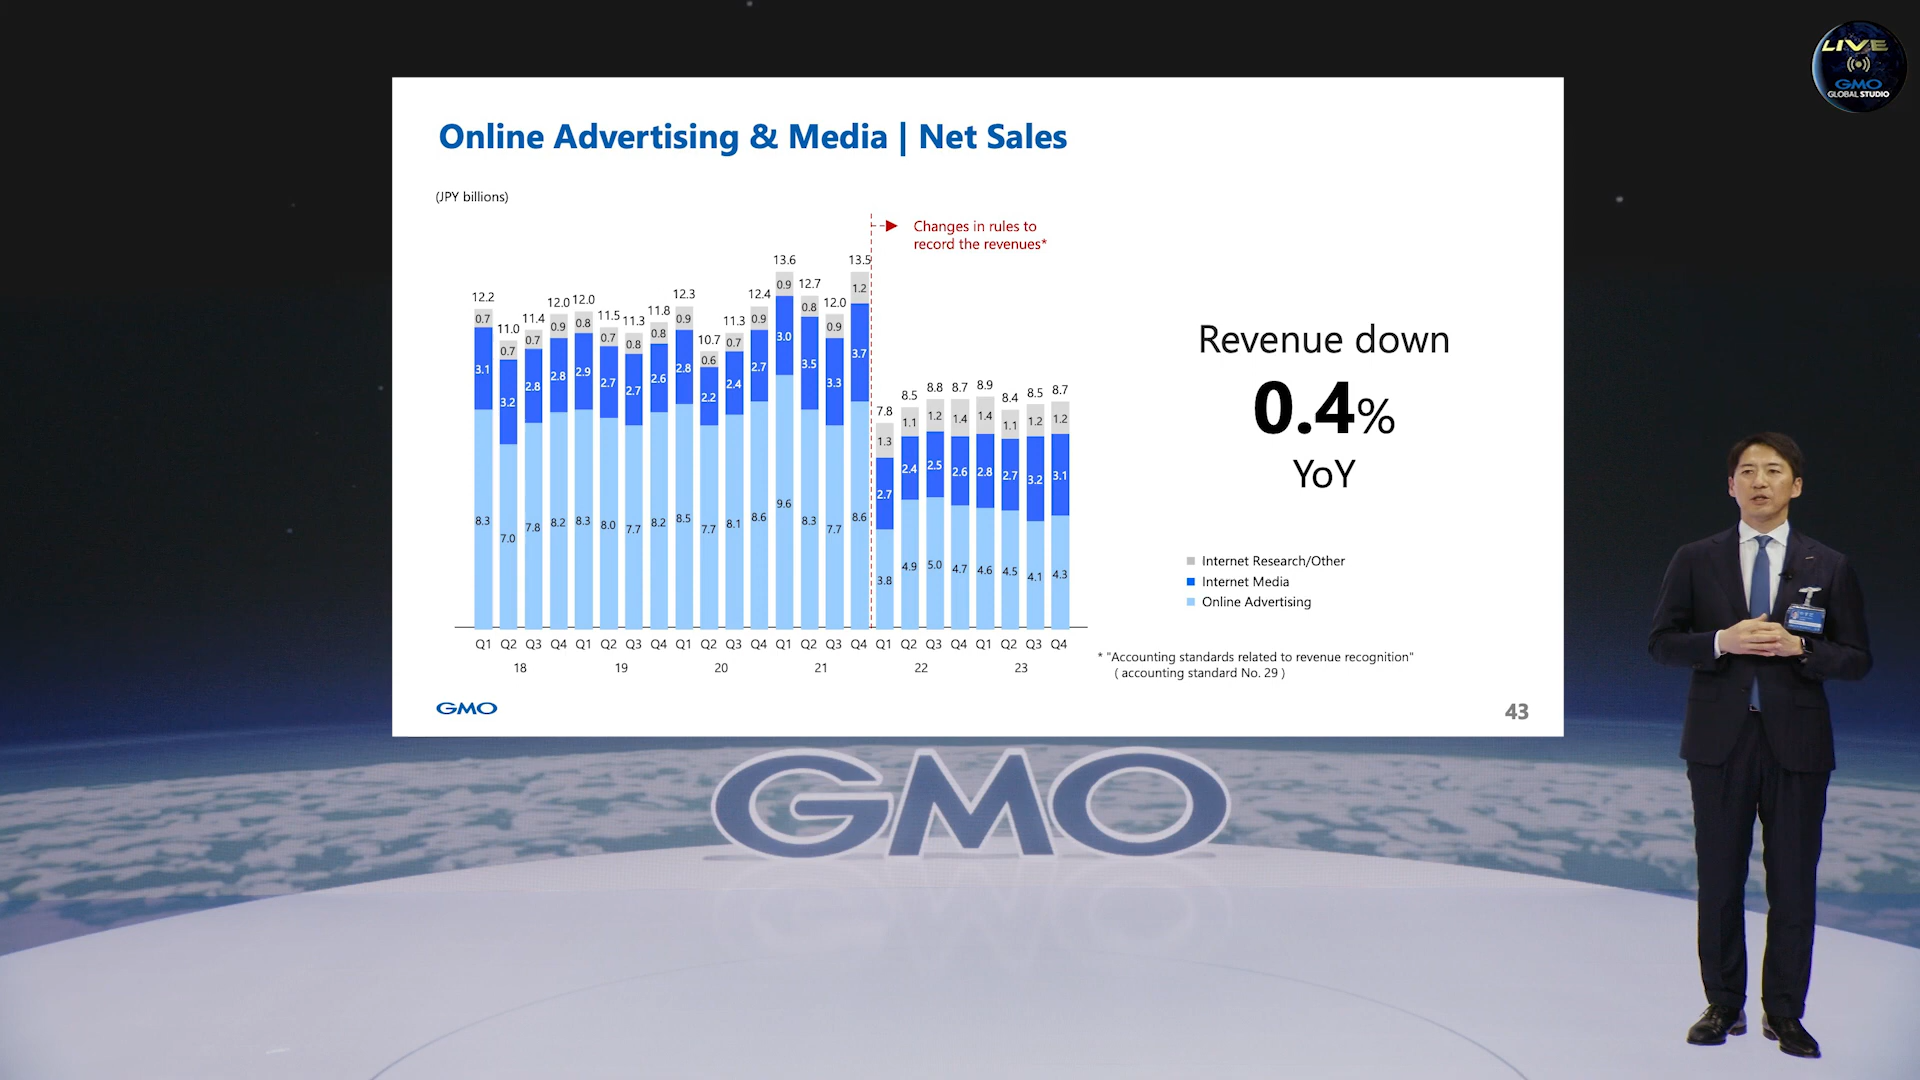 LIVE
GMO
GLOBAL STUDIO
Online Advertising & Media | Net Sales
(JPY billions)
Changes in rules to
record the revenues*
12.2 11.0 11.4 12.0 12.0 11.5 11.3 11.8 12.3 10.7 11.3 12.4 13.6 12.7 12.0 13.5 7.8 8.5 8.8 8.7 8.9 8.4 8.5 8.7
0.7 0.7 0.7 0.9 0.8 0.7 0.8 0.8 0.9 0.6 0.7 0.9 0.9 0.8 0.9 1.2 1.3 1.1 1.2 1.4 1.4 1.1 1.2 1.2
3.1 3.2 2.8 2.8 2.9 2.7 2.7 2.6 2.8 2.2 2.4 2.7 3.0 3.5 3.3 3.7 2.7 2.4 2.5 2.6 2.8 2.7 3.2 3.1
8.3 7.0 7.8 8.2 8.3 8.0 7.7 8.2 8.5 7.7 8.1 8.6 9.6 8.3 7.7 8.6 3.8 4.9 5.0 4.7 4.6 4.5 4.1 4.3
Q1 Q2 Q3 Q4 Q1 Q2 Q3 Q4 Q1 Q2 Q3 Q4 Q1 Q2 Q3 Q4 Q1 Q2 Q3 Q4 Q1 Q2 Q3 Q4
18 19 20 21 22 23
Revenue down
0.4%
YoY
Internet Research/Other
Internet Media
Online Advertising
* "Accounting standards related to revenue recognition"
( accounting standard No. 29 )
GMO
43
GMO